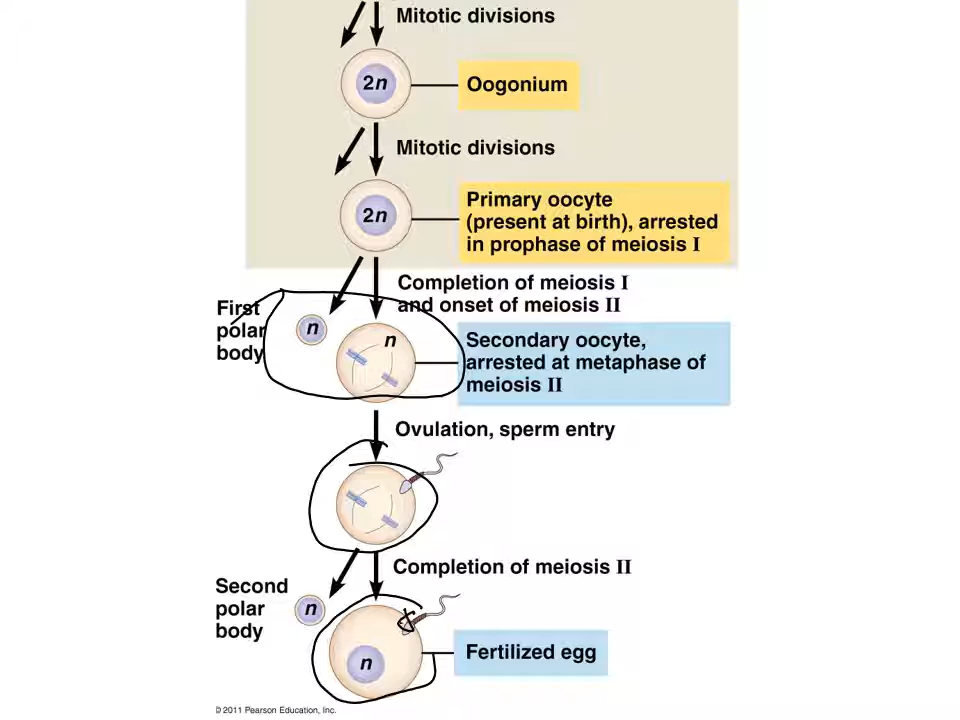 Mitotic divisions
2n
Oogonium
Mitotic divisions
2n
Primary oocyte
(present at birth), arrested
in prophase of meiosis I
Completion of meiosis I
and onset of meiosis II
First
polar
body
n
n
Secondary oocyte,
arrested at metaphase of
meiosis II
Ovulation, sperm entry
Completion of meiosis II
Second
polar
body
n
n
Fertilized egg
© 2011 Pearson Education, Inc.